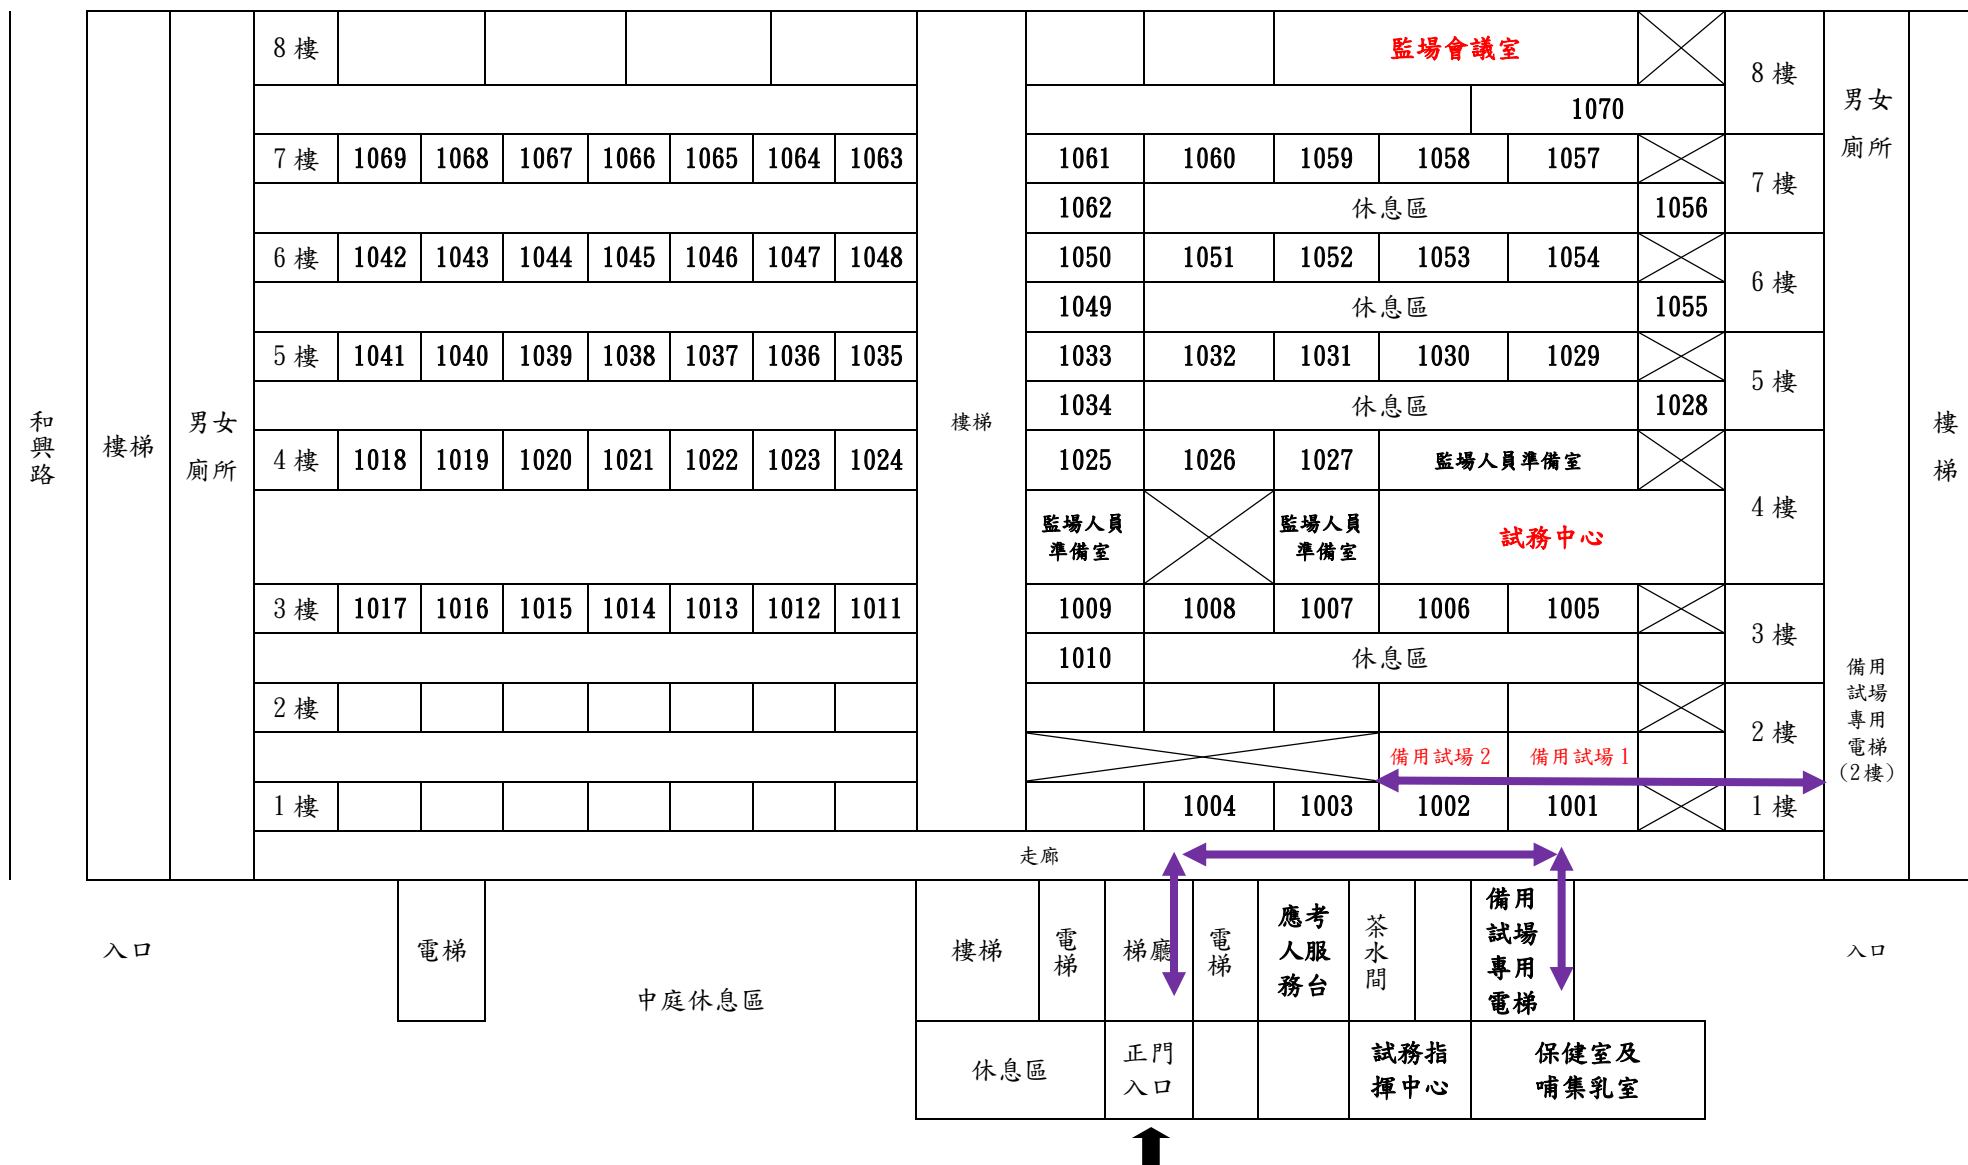 8樓 監場會議室
1070
8樓
男女
廁所
7樓 1069 1068 1067 1066 1065 1064 1063 1061 1060 1059 1058 1057
7樓
1062 休息區 1056
6樓 1042 1043 1044 1045 1046 1047 1048 1050 1051 1052 1053 1054
6樓
1049 休息區 1055
5樓 1041 1040 1039 1038 1037 1036 1035 1033 1032 1031 1030 1029
5樓
1034 休息區 1028
和興路
樓梯
男女
廁所
樓梯
樓梯
4樓 1018 1019 1020 1021 1022 1023 1024 1025 1026 1027 監場人員準備室
4樓
監場人員
準備室
監場人員
準備室
試務中心
3樓 1017 1016 1015 1014 1013 1012 1011 1009 1008 1007 1006 1005
3樓
1010 休息區
備用
試場
專用
電梯
(2樓)
2樓
2樓
備用試場2 備用試場1
1樓 1004 1003 1002 1001 1樓
走廊
入口
電梯
中庭休息區
樓梯
電梯
梯廳
電梯
應考
人服
務台
茶水間
備用
試場
專用
電梯
入口
休息區
正門
入口
試務指
揮中心
保健室及
哺集乳室